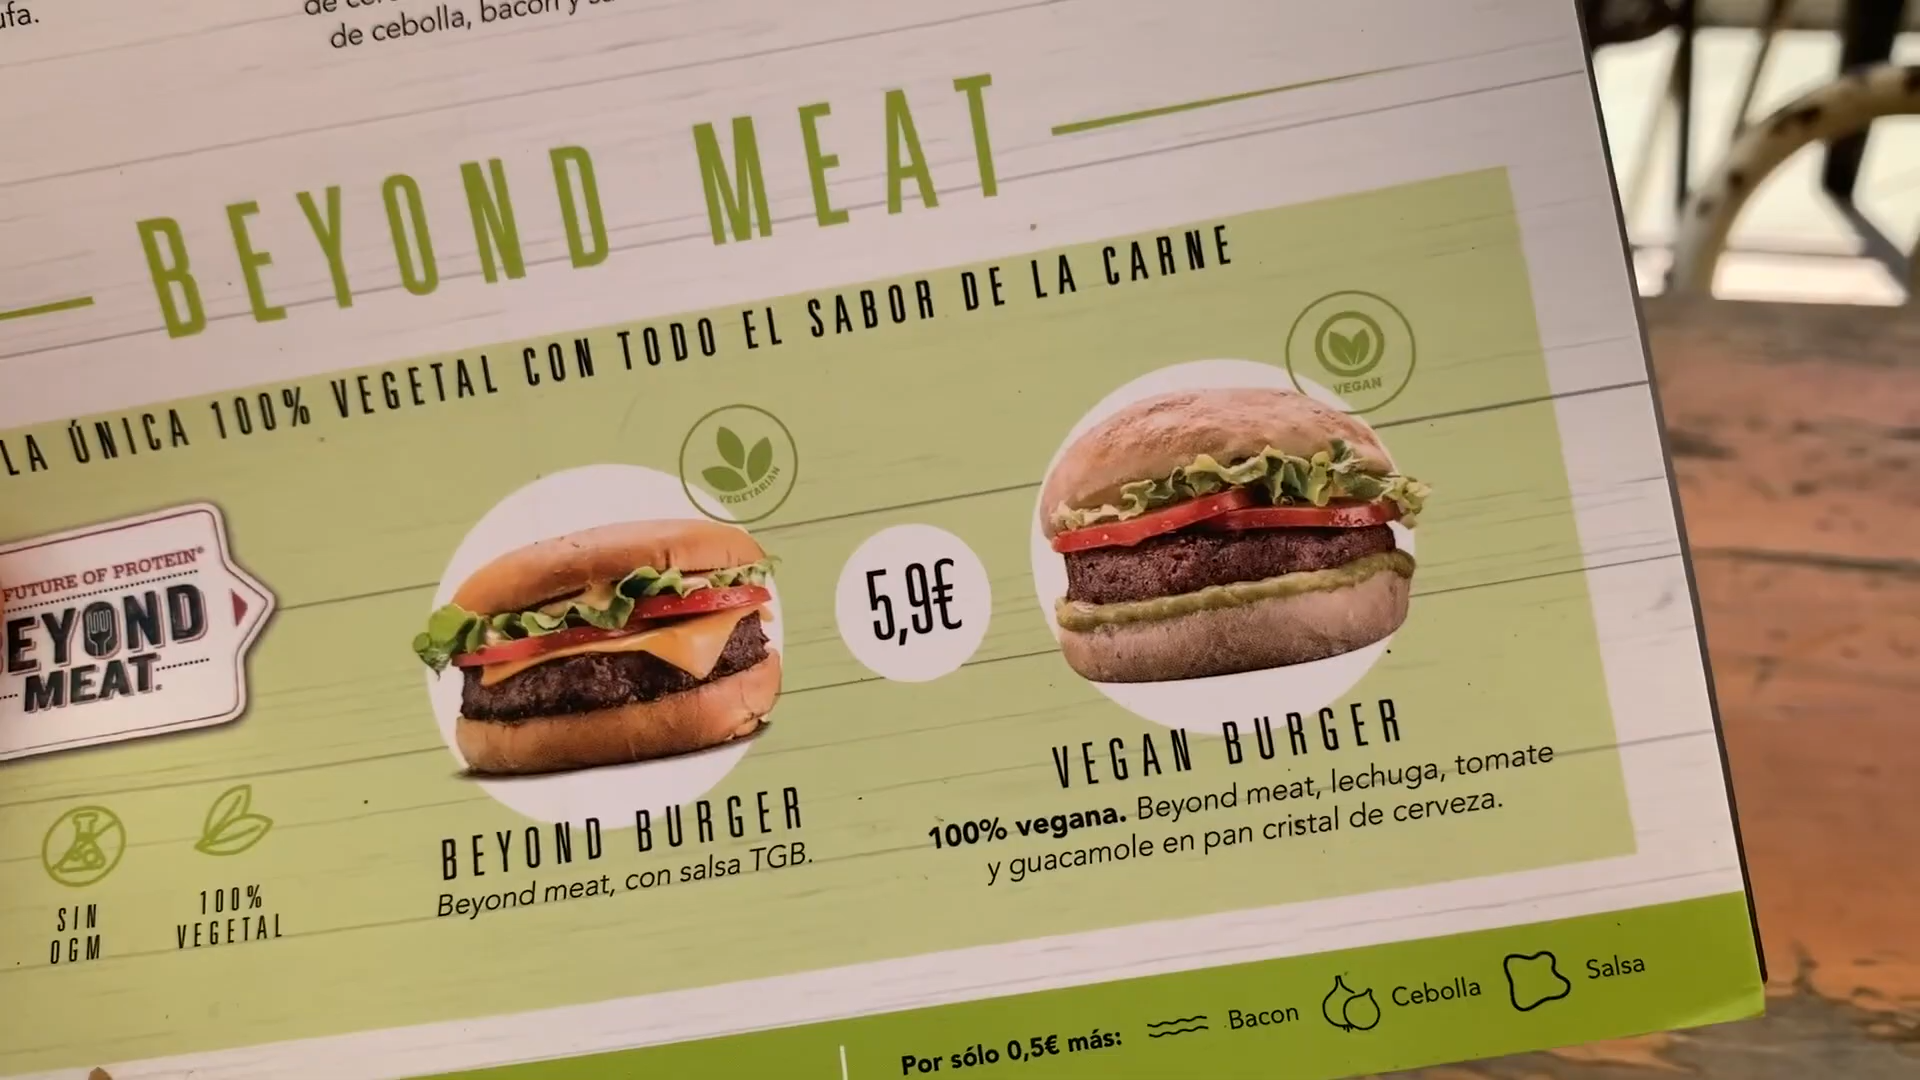 de cebolla, bacon y
BEYOND MEAT
LA ÚNICA 100% VEGETAL CON TODO EL SABOR DE LA CARNE
VEGETARIAN
VEGAN
FUTURE OF PROTEIN®
BEYOND
MEAT.
5,9€
VEGAN BURGER
100% vegana. Beyond meat, lechuga, tomate
y guacamole en pan cristal de cerveza.
BEYOND BURGER
Beyond meat, con salsa TGB.
SIN
OGM
100%
VEGETAL
Por sólo 0,5€ más: Bacon Cebolla Salsa